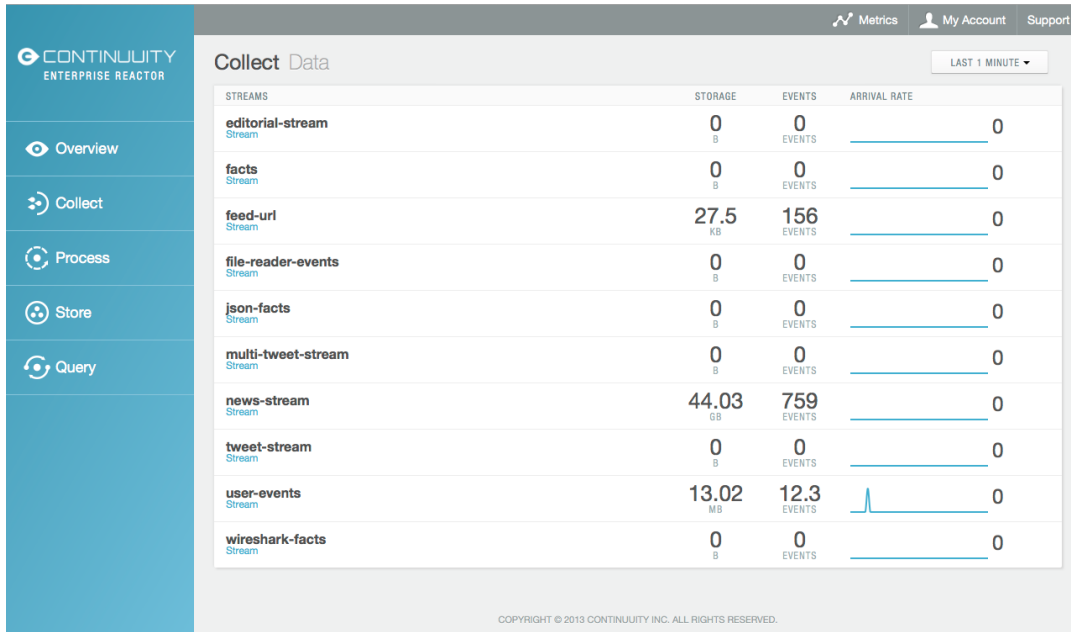 Metrics My Account Support
CONTINUUITY
ENTERPRISE REACTOR
Overview
Collect
Process
Store
Query
Collect Data
LAST 1 MINUTE
STREAMS STORAGE EVENTS ARRIVAL RATE
editorial-stream 0 0 0
Stream B EVENTS
facts 0 0 0
Stream B EVENTS
feed-url 27.5 156 0
Stream KB EVENTS
file-reader-events 0 0 0
Stream B EVENTS
json-facts 0 0 0
Stream B EVENTS
multi-tweet-stream 0 0 0
Stream B EVENTS
news-stream 44.03 759 0
Stream GB EVENTS
tweet-stream 0 0 0
Stream B EVENTS
user-events 13.02 12.3 0
Stream MB EVENTS
wireshark-facts 0 0 0
Stream B EVENTS
COPYRIGHT © 2013 CONTINUUITY INC. ALL RIGHTS RESERVED.